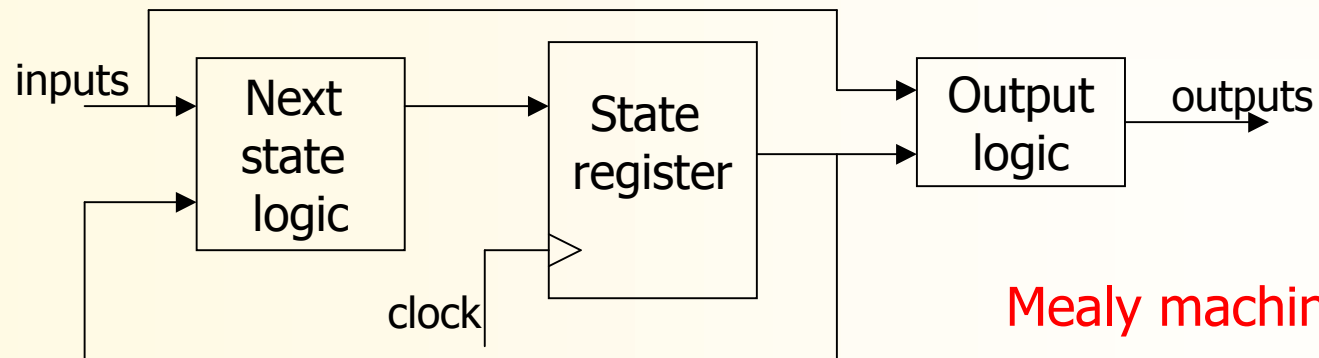 inputs
Next
state
logic
State
register
clock
Output
logic
outputs
Mealy machin